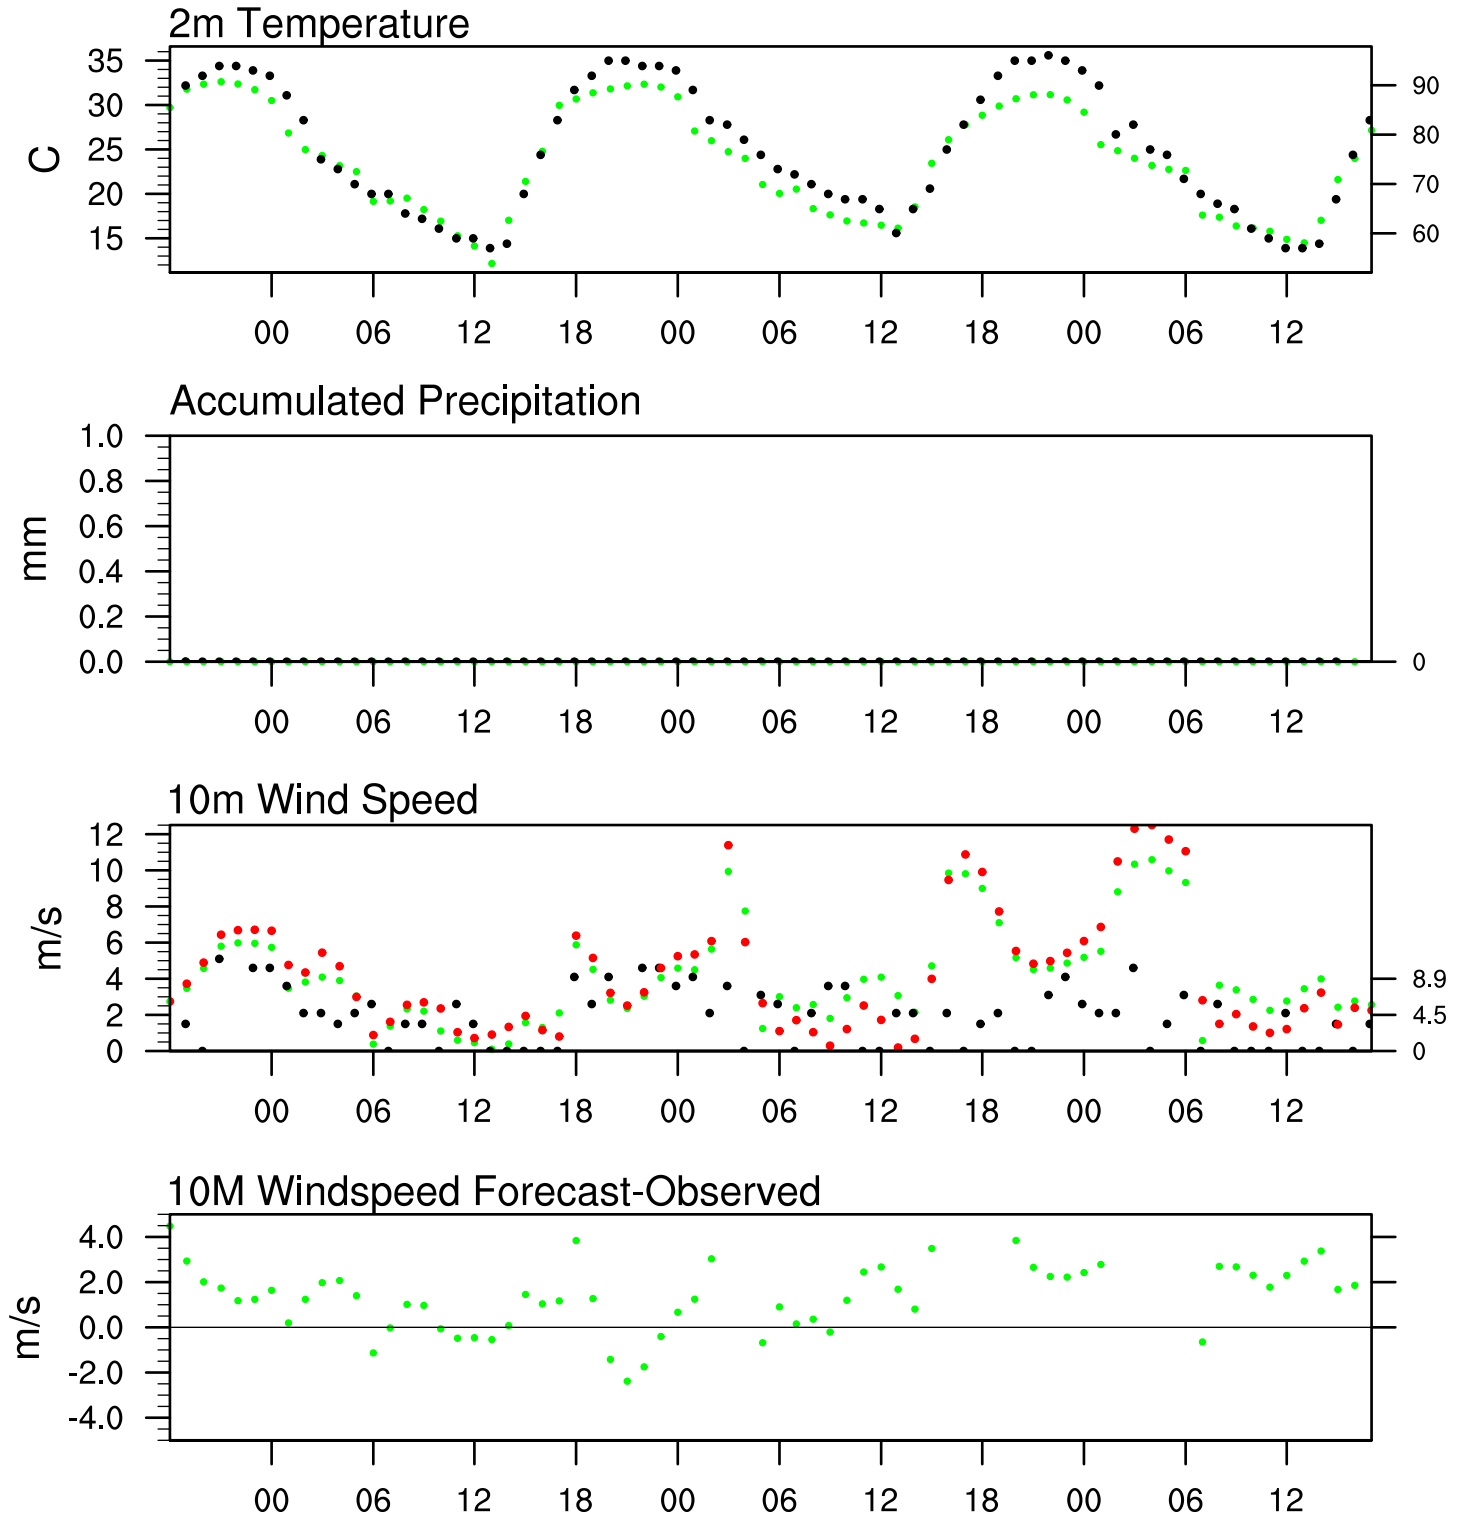 2m Temperature
35
30
25
20
15
C
90
80
70
60
00 06 12 18 00 06 12 18 00 06 12
Accumulated Precipitation
1.0
0.8
0.6
0.4
0.2
0.0
mm
0
00 06 12 18 00 06 12 18 00 06 12
10m Wind Speed
12
10
8
6
4
2
0
m/s
8.9
4.5
0
00 06 12 18 00 06 12 18 00 06 12
10M Windspeed Forecast-Observed
4.0
2.0
0.0
-2.0
-4.0
m/s
00 06 12 18 00 06 12 18 00 06 12